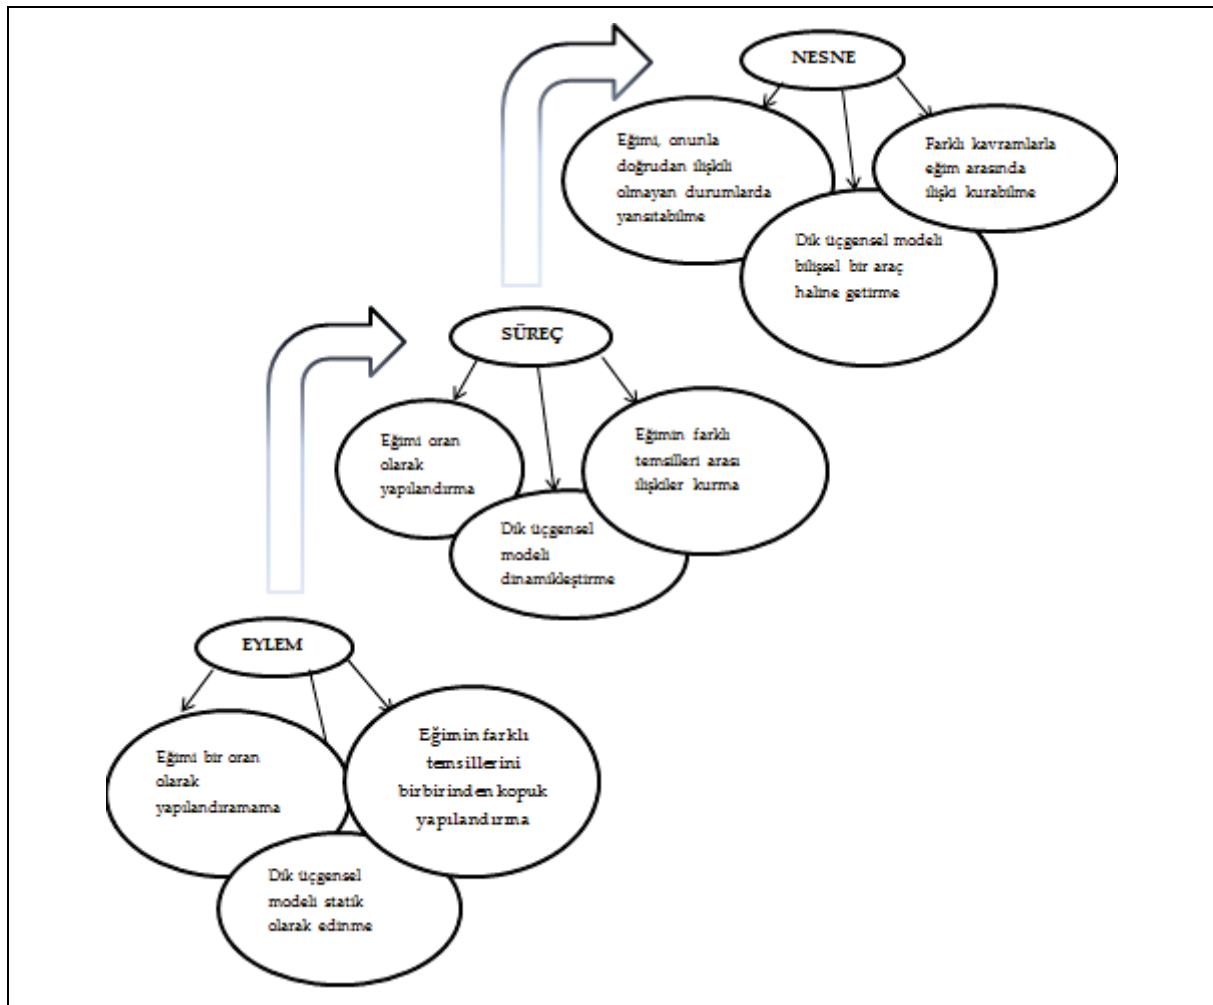 NESNE
Eğimi, onunla
doğrudan ilişkili
olmayan durumlarda
yansıtabilme
Farklı kavramlarla
eğim arasında
ilişki kurabilme
Dik üçgensel modeli
bilişsel bir araç
haline getirme
SÜREÇ
Eğimi oran
olarak
yapılandırma
Eğimin farklı
temsilleri arası
ilişkiler kurma
Dik üçgensel
modeli
dinamikleştirme
EYLEM
Eğimi bir oran
olarak
yapılandıramama
Eğimin farklı
temsillerini
birbirinden kopuk
yapılandırma
Dik üçgensel
modeli statik
olarak edinme